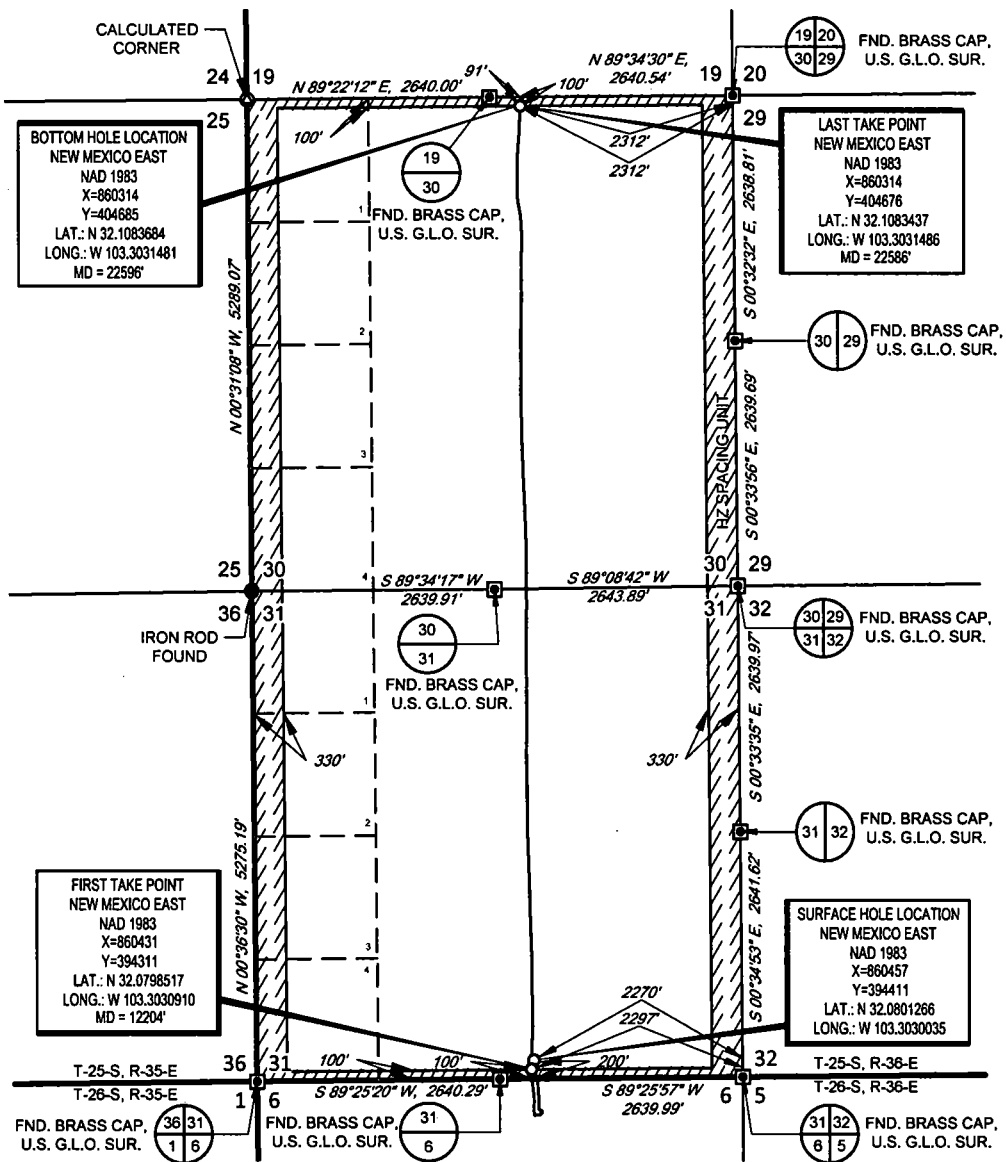 CALCULATED
CORNER
24 19
25
N 89°22'12" E, 2640.00'
91'
100'
N 89°34'30" E,
2640.54'
19 20
29
19 20
30 29
FND. BRASS CAP,
U.S. G.L.O. SUR.
BOTTOM HOLE LOCATION
NEW MEXICO EAST
NAD 1983
X=860314
Y=404685
LAT.: N 32.1083684
LONG.: W 103.3031481
MD = 22596'
100'
19
30
FND. BRASS CAP,
U.S. G.L.O. SUR.
2312'
2312'
LAST TAKE POINT
NEW MEXICO EAST
NAD 1983
X=860314
Y=404676
LAT.: N 32.1083437
LONG.: W 103.3031486
MD = 22586'
S 00°32'32" E, 2638.81'
1
2
3
4
N 00°31'08" W, 5289.07'
30 29
FND. BRASS CAP,
U.S. G.L.O. SUR.
HZ SPACING UNIT
S 00°33'56" E, 2639.69'
25 30
36 31
IRON ROD
FOUND
S 89°34'17" W
2639.91'
S 89°08'42" W
2643.89'
30 29
31 32
30
31
FND. BRASS CAP,
U.S. G.L.O. SUR.
30 29
31 32
FND. BRASS CAP,
U.S. G.L.O. SUR.
1
2
3
4
330'
330'
S 00°33'35" E, 2639.97'
N 00°36'30" W, 5275.19'
31 32
FND. BRASS CAP,
U.S. G.L.O. SUR.
S 00°34'53" E, 2641.62'
FIRST TAKE POINT
NEW MEXICO EAST
NAD 1983
X=860431
Y=394311
LAT.: N 32.0798517
LONG.: W 103.3030910
MD = 12204'
SURFACE HOLE LOCATION
NEW MEXICO EAST
NAD 1983
X=860457
Y=394411
LAT.: N 32.0801266
LONG.: W 103.3030035
2270'
2297'
36 31
100'
100'
200'
32
T-25-S, R-35-E
T-26-S, R-35-E
1 6
S 89°25'20" W, 2640.29'
S 89°25'57" W
2639.99'
6 5
T-25-S, R-36-E
T-26-S, R-36-E
FND. BRASS CAP,
U.S. G.L.O. SUR.
36 31
1 6
FND. BRASS CAP,
U.S. G.L.O. SUR.
31
6
31 32
6 5
FND. BRASS CAP,
U.S. G.L.O. SUR.